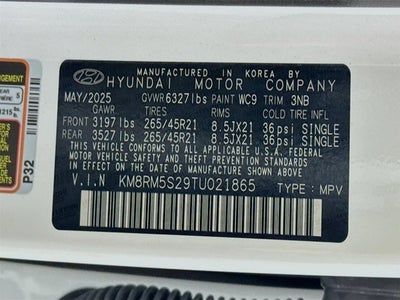 MANUFACTURED IN KOREA BY
HYUNDAI MOTOR COMPANY
MAY/2025 GVWR 6327lbs PAINT WC9 TRIM 3NB
GAWR TIRES RIMS COLD TIRE INFL
FRONT 3197lbs 265/45R21 8.5JX21 36psi SINGLE
REAR 3527lbs 265/45R21 8.5JX21 36psi SINGLE
THIS VEHICLE CONFORMS TO ALL APPLICABLE U.S.A.
FEDERAL MOTOR VEHICLE SAFETY, BUMPER, AND THEFT
PREVENTION STANDARDS IN EFFECT ON THE DATE OF
MANUFACTURE SHOWN ABOVE.
V.I.N KM8RM5S29TU021865 TYPE : MPV
P32
5